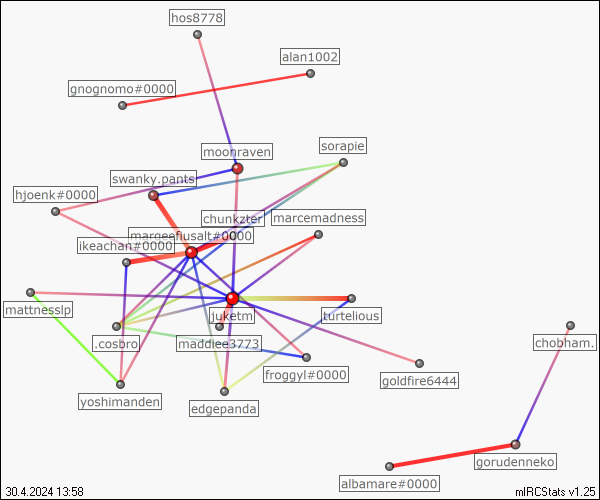 hos8778
alan1002
gnognomo#0000
sorapie
moonraven
swanky.pants
hjoenk#0000
chunkzter
marcemadness
margeeflusalt#0000
ikeachan#0000
mattnesslp
juketm
turtelious
.cosbro
maddiee3773
chobham.
froggyl#0000
goldfire6444
yoshimanden
edgepanda
gorudenneko
albamare#0000
30.4.2024 13:58
mIRCStats v1.25